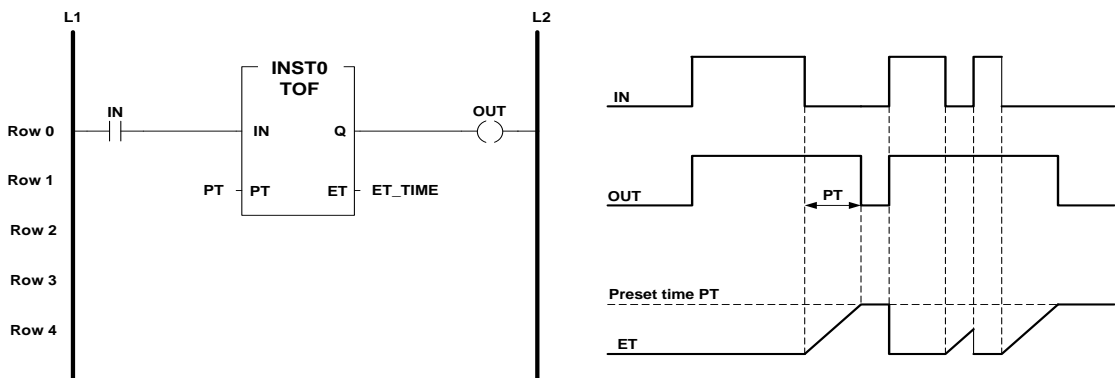 L1
L2
INST0
TOF
IN
OUT
Row 0
IN
Q
Row 1
PT
PT
ET
ET_TIME
Row 2
Row 3
Row 4
IN
OUT
PT
Preset time PT
ET